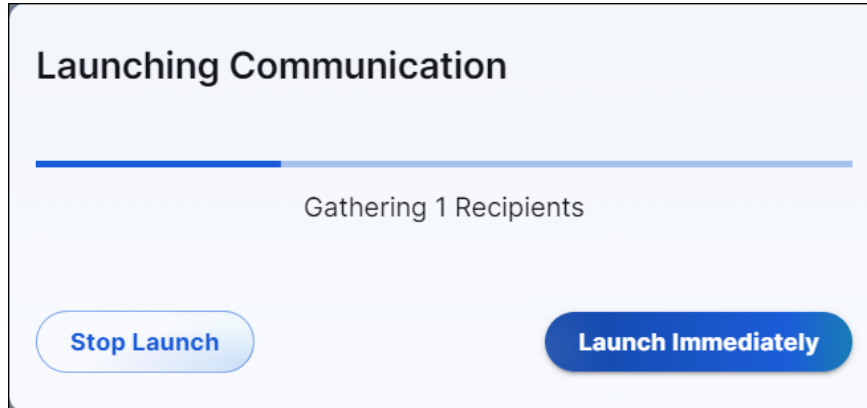 Launching Communication
Gathering 1 Recipients
Stop Launch
Launch Immediately